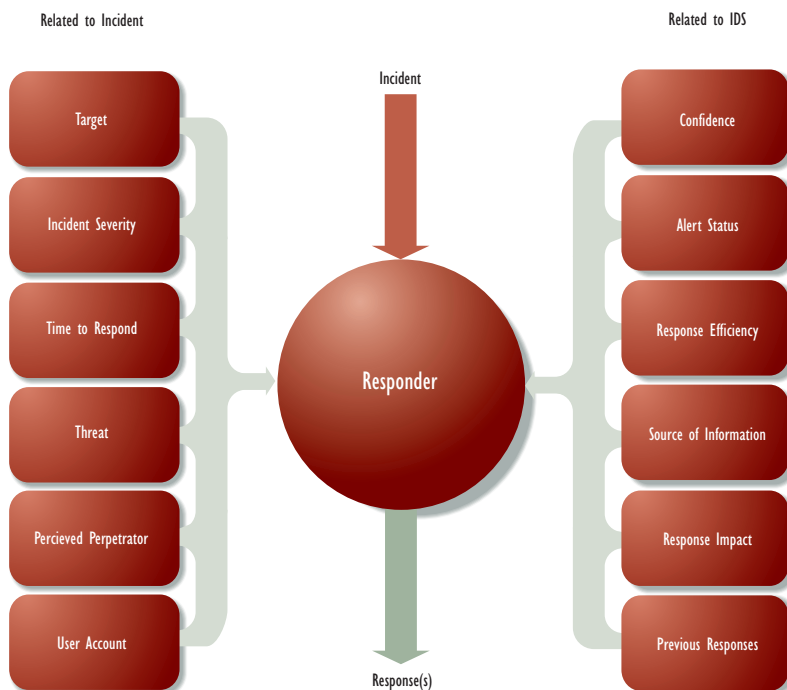 Related to Incident
Related to IDS
Incident
Target
Incident Severity
Time to Respond
Threat
Percieved Perpetrator
User Account
Responder
Confidence
Alert Status
Response Efficiency
Source of Information
Response Impact
Previous Responses
Response(s)